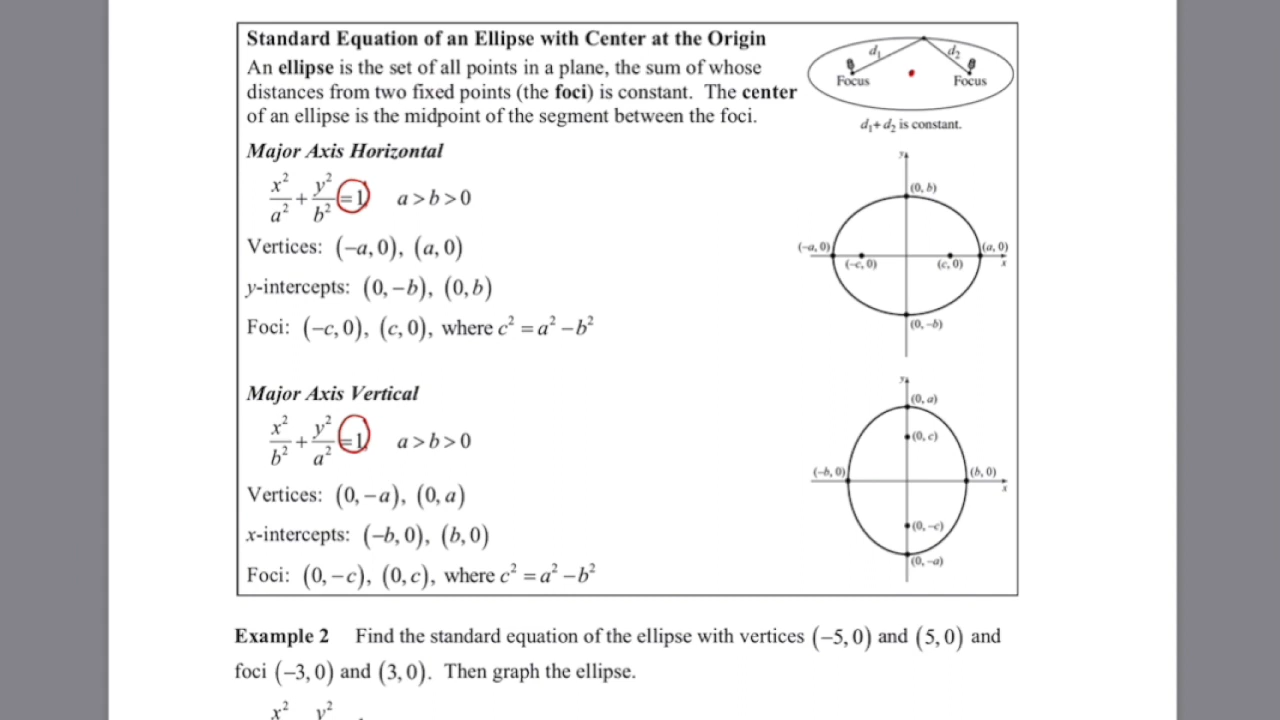 Standard Equation of an Ellipse with Center at the Origin
An ellipse is the set of all points in a plane, the sum of whose
distances from two fixed points (the foci) is constant. The center
of an ellipse is the midpoint of the segment between the foci.
d₁ d₂
Focus Focus
d₁+ d₂ is constant.
Major Axis Horizontal
x²/a² + y²/b² = 1 a > b > 0
Vertices: (−a, 0), (a, 0)
y-intercepts: (0, −b), (0, b)
Foci: (−c, 0), (c, 0), where c² = a² − b²
y
(0, b)
(−a, 0) (a, 0)
(−c, 0) (c, 0) x
(0, −b)
Major Axis Vertical
x²/b² + y²/a² = 1 a > b > 0
Vertices: (0, −a), (0, a)
x-intercepts: (−b, 0), (b, 0)
Foci: (0, −c), (0, c), where c² = a² − b²
y
(0, a)
(0, c)
(−b, 0) (b, 0)
x
(0, −c)
(0, −a)
Example 2 Find the standard equation of the ellipse with vertices (−5, 0) and (5, 0) and
foci (−3, 0) and (3, 0). Then graph the ellipse.
x² y²